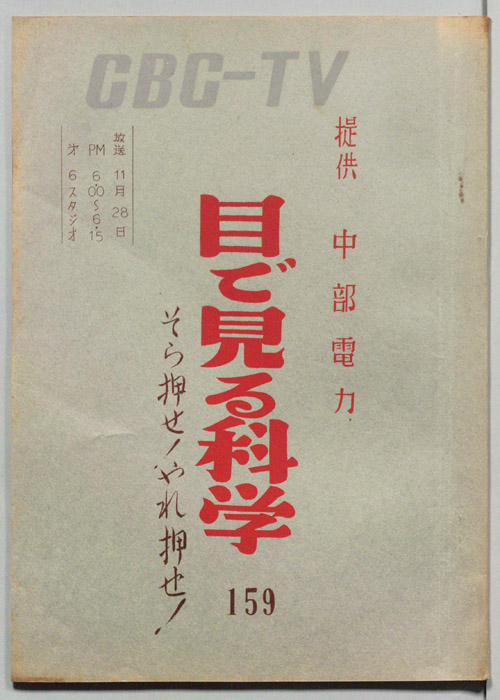 CBC-TV
提供 中部電力
放送 11月28日
PM 6.00〜6.15
才6スタジオ
目で見る科学
そら押せ!やれ押せ!
159